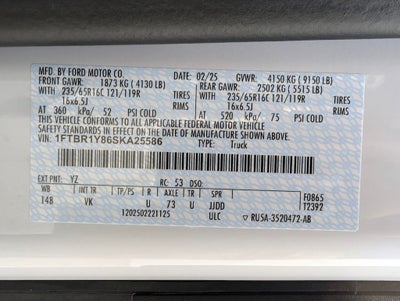 MFD. BY FORD MOTOR CO. 02/25 GVWR: 4150 KG ( 9150 LB)
FRONT GAWR: 1873 KG ( 4130 LB) REAR GAWR: 2502 KG ( 5515 LB)
WITH WITH
235/65R16C 121/119R TIRES 235/65R16C 121/119R TIRES
16x6.5J RIMS 16x6.5J RIMS
AT 360 kPa/ 52 PSI COLD AT 520 kPa/ 75 PSI COLD
THIS VEHICLE CONFORMS TO ALL APPLICABLE FEDERAL MOTOR VEHICLE
SAFETY STANDARDS IN EFFECT ON THE DATE OF MANUFACTURE SHOWN ABOVE.
VIN: 1FTBR1Y86SKA25586 TYPE: Truck
EXT PNT: YZ RC: 53 DSO: F0865
WB INT TR TP/PS R AXLE TR SPR T2392
148 VK U 73 U JJDD
1202502221125 ULC RU5A-3520472-AB